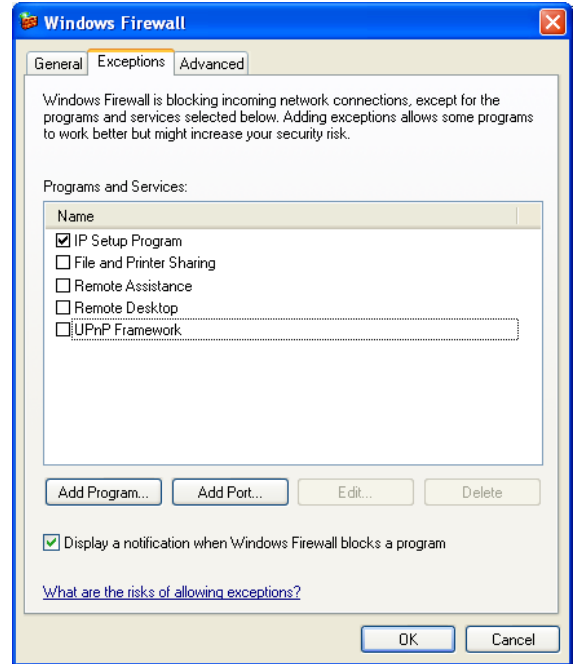 Windows Firewall
General Exceptions Advanced
Windows Firewall is blocking incoming network connections, except for the
programs and services selected below. Adding exceptions allows some programs
to work better but might increase your security risk.
Programs and Services:
Name
IP Setup Program
File and Printer Sharing
Remote Assistance
Remote Desktop
UPnP Framework
Add Program... Add Port... Edit... Delete
Display a notification when Windows Firewall blocks a program
What are the risks of allowing exceptions?
OK Cancel